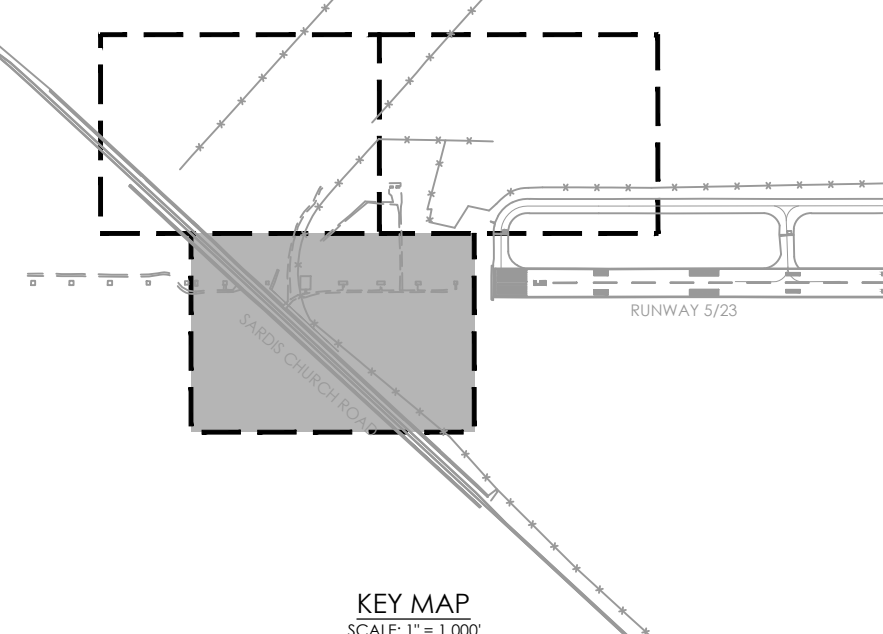 RUNWAY 5/23
SARDIS CHURCH ROAD
KEY MAP
SCALE: 1" = 1,000'